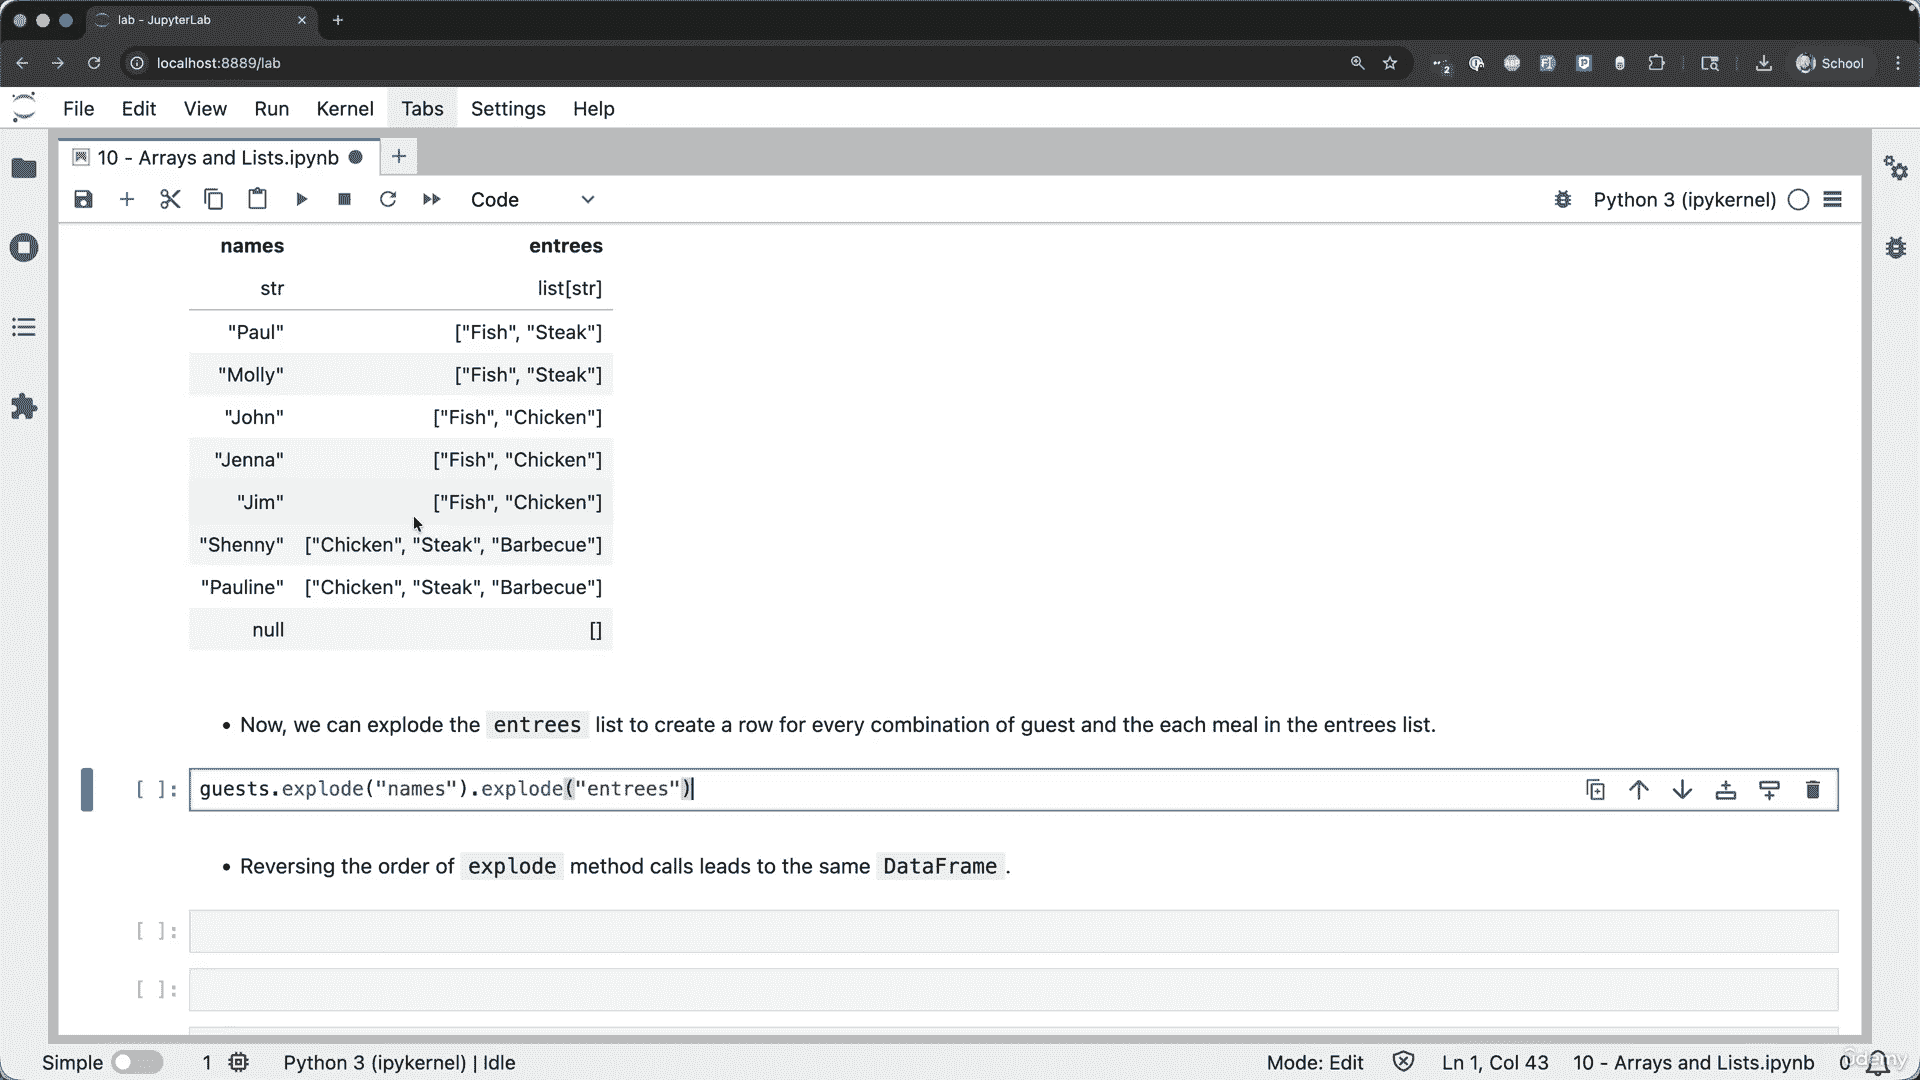 lab - JupyterLab
localhost:8889/lab
2
School
File Edit View Run Kernel Tabs Settings Help
10 - Arrays and Lists.ipynb
Code
Python 3 (ipykernel)
names entrees
str list[str]
"Paul" ["Fish", "Steak"]
"Molly" ["Fish", "Steak"]
"John" ["Fish", "Chicken"]
"Jenna" ["Fish", "Chicken"]
"Jim" ["Fish", "Chicken"]
"Shenny" ["Chicken", "Steak", "Barbecue"]
"Pauline" ["Chicken", "Steak", "Barbecue"]
null []
• Now, we can explode the entrees list to create a row for every combination of guest and the each meal in the entrees list.
[ ]: guests.explode("names").explode("entrees")
• Reversing the order of explode method calls leads to the same DataFrame.
[ ]:
[ ]:
Simple 1 Python 3 (ipykernel) | Idle Mode: Edit Ln 1, Col 43 10 - Arrays and Lists.ipynb 0
Udemy